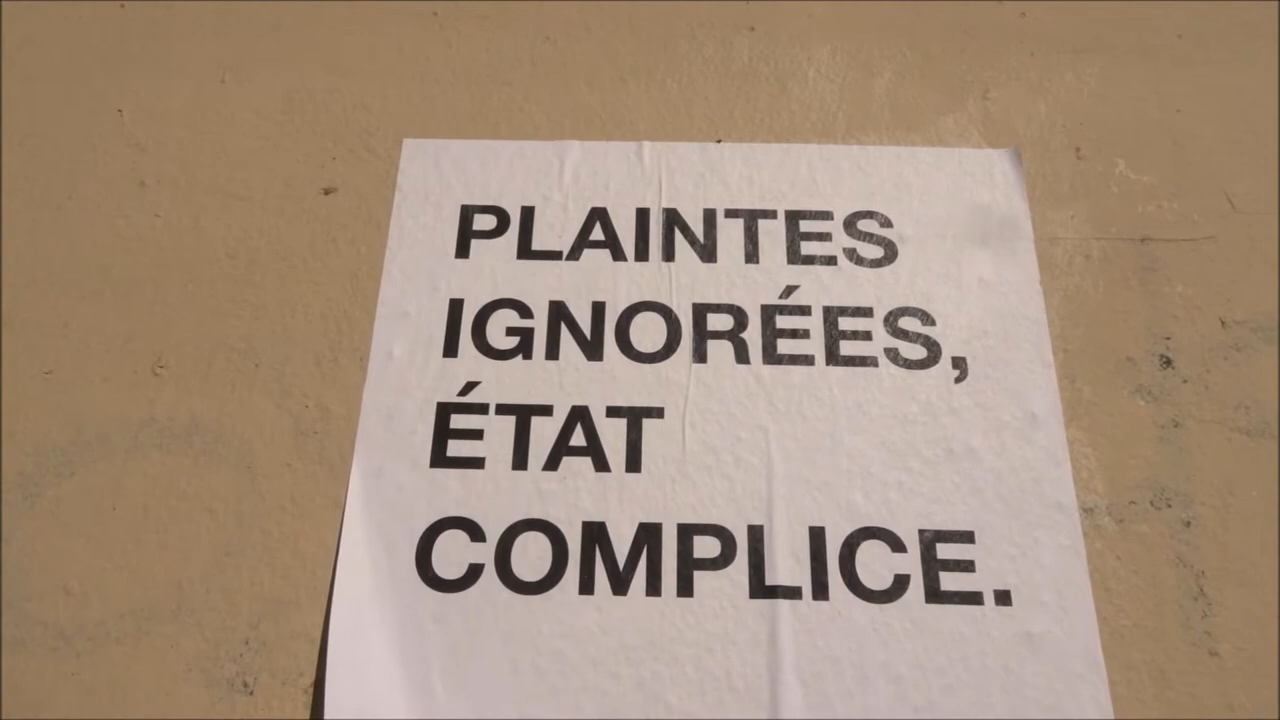 PLAINTES
IGNORÉES,
ÉTAT
COMPLICE.